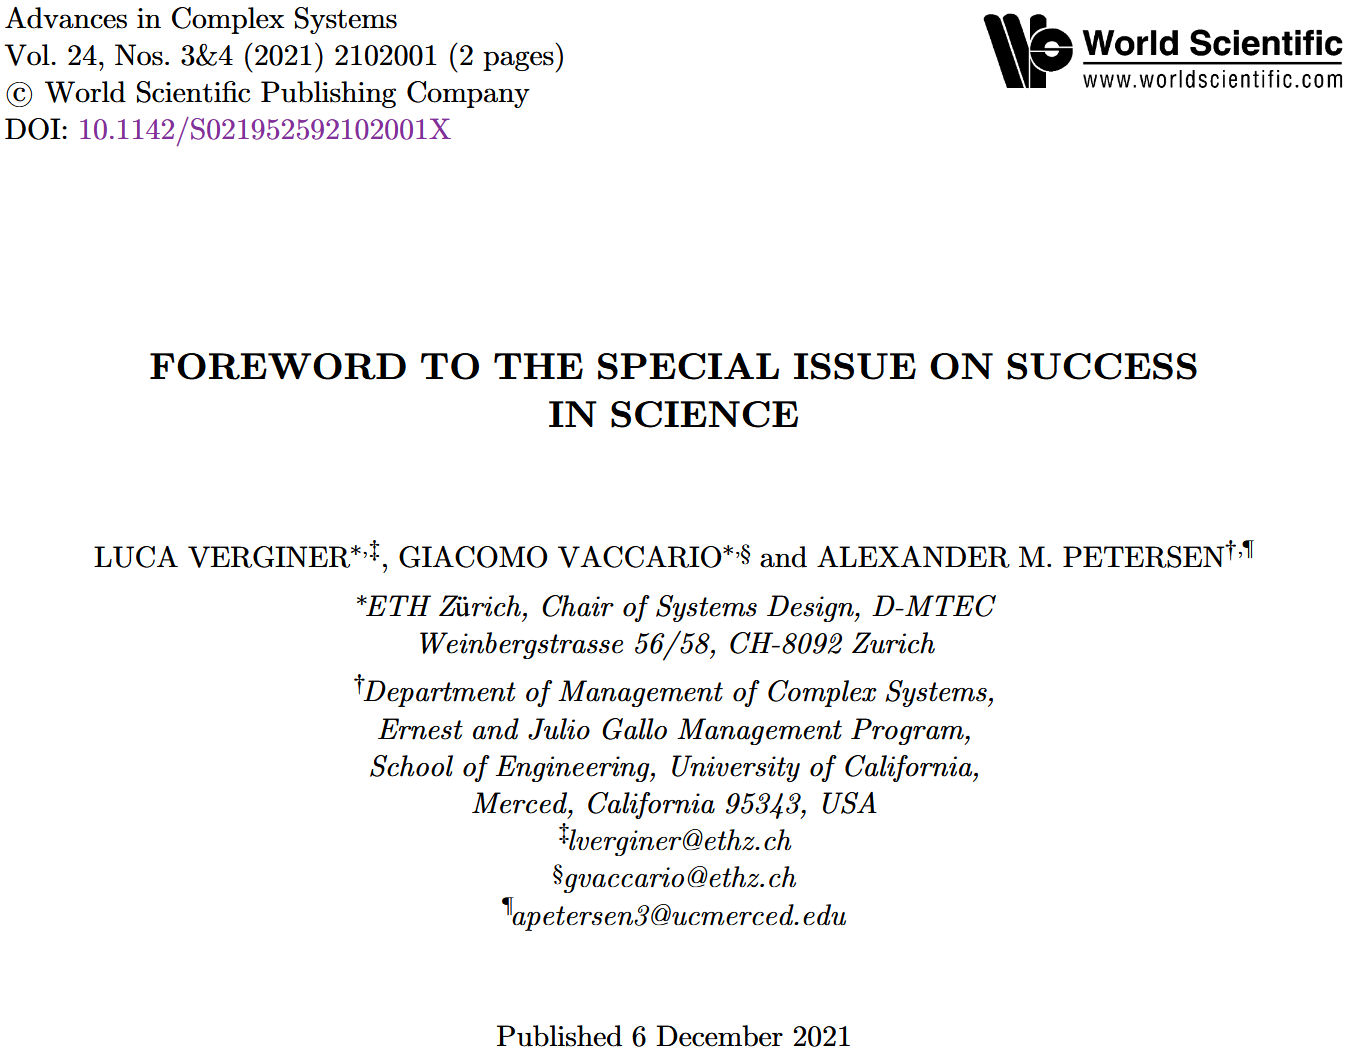 Advances in Complex Systems
Vol. 24, Nos. 3&4 (2021) 2102001 (2 pages)
© World Scientific Publishing Company
DOI: 10.1142/S021952592102001X
World Scientific
www.worldscientific.com
FOREWORD TO THE SPECIAL ISSUE ON SUCCESS
IN SCIENCE
LUCA VERGINER*,‡, GIACOMO VACCARIO*,§ and ALEXANDER M. PETERSEN†,¶
*ETH Zürich, Chair of Systems Design, D-MTEC
Weinbergstrasse 56/58, CH-8092 Zurich
†Department of Management of Complex Systems,
Ernest and Julio Gallo Management Program,
School of Engineering, University of California,
Merced, California 95343, USA
‡lverginer@ethz.ch
§gvaccario@ethz.ch
¶apetersen3@ucmerced.edu
Published 6 December 2021